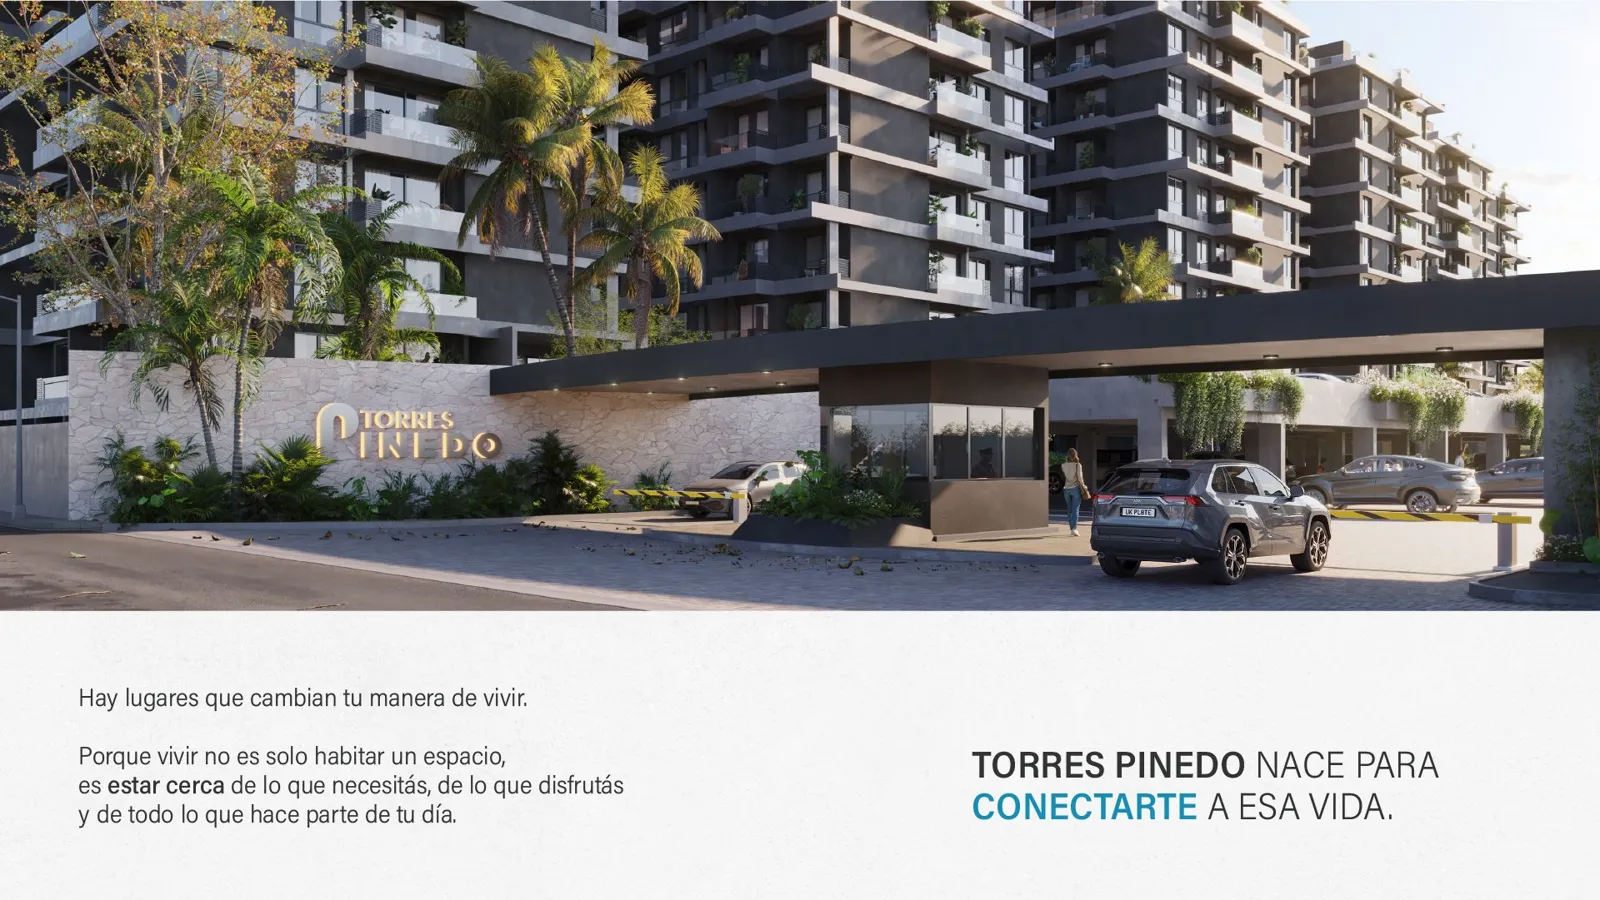 TORRES
PINEDO
UK PL8TE
Hay lugares que cambian tu manera de vivir.
Porque vivir no es solo habitar un espacio,
es estar cerca de lo que necesitás, de lo que disfrutás
y de todo lo que hace parte de tu día.
TORRES PINEDO NACE PARA
CONECTARTE A ESA VIDA.